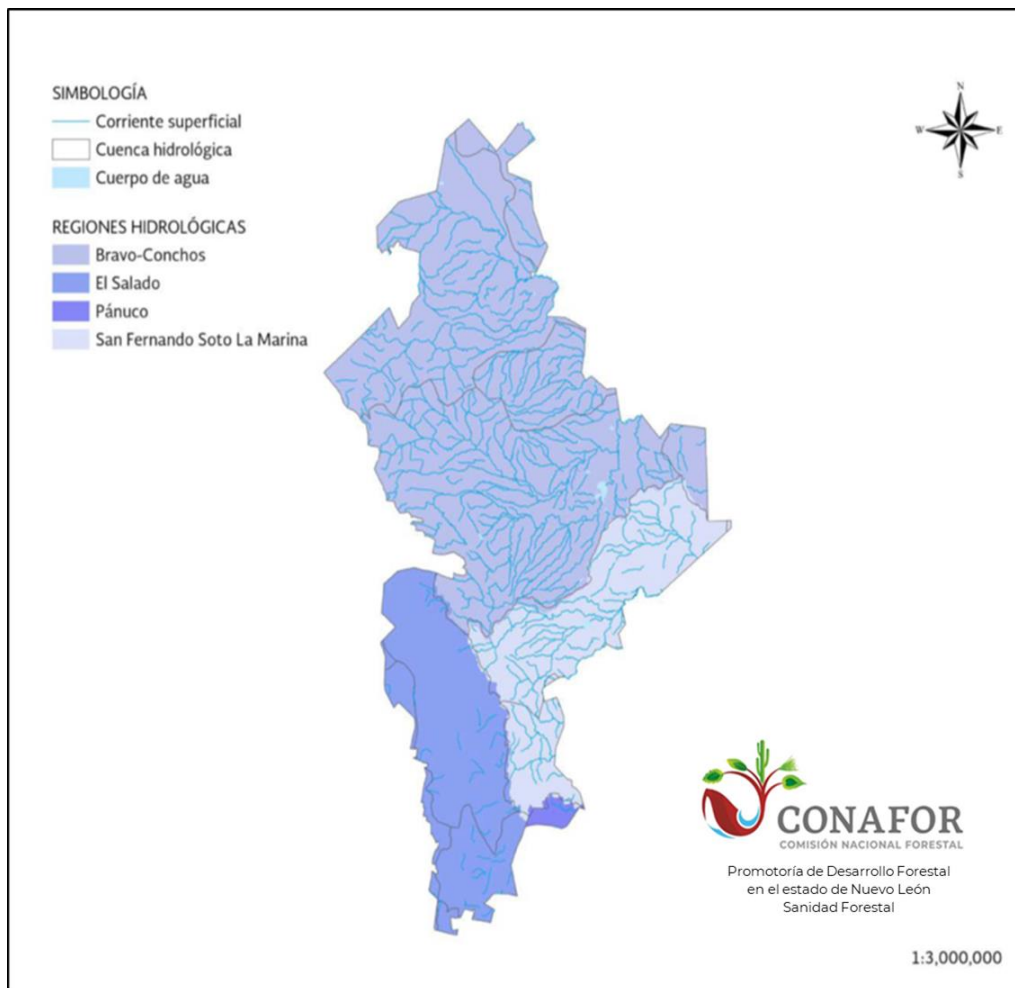 SIMBOLOGÍA
Corriente superficial
Cuenca hidrológica
Cuerpo de agua
REGIONES HIDROLÓGICAS
Bravo-Conchos
El Salado
Pánuco
San Fernando Soto La Marina
N
W
E
S
CONAFOR
COMISIÓN NACIONAL FORESTAL
Promotoría de Desarrollo Forestal
en el estado de Nuevo León
Sanidad Forestal
1:3,000,000